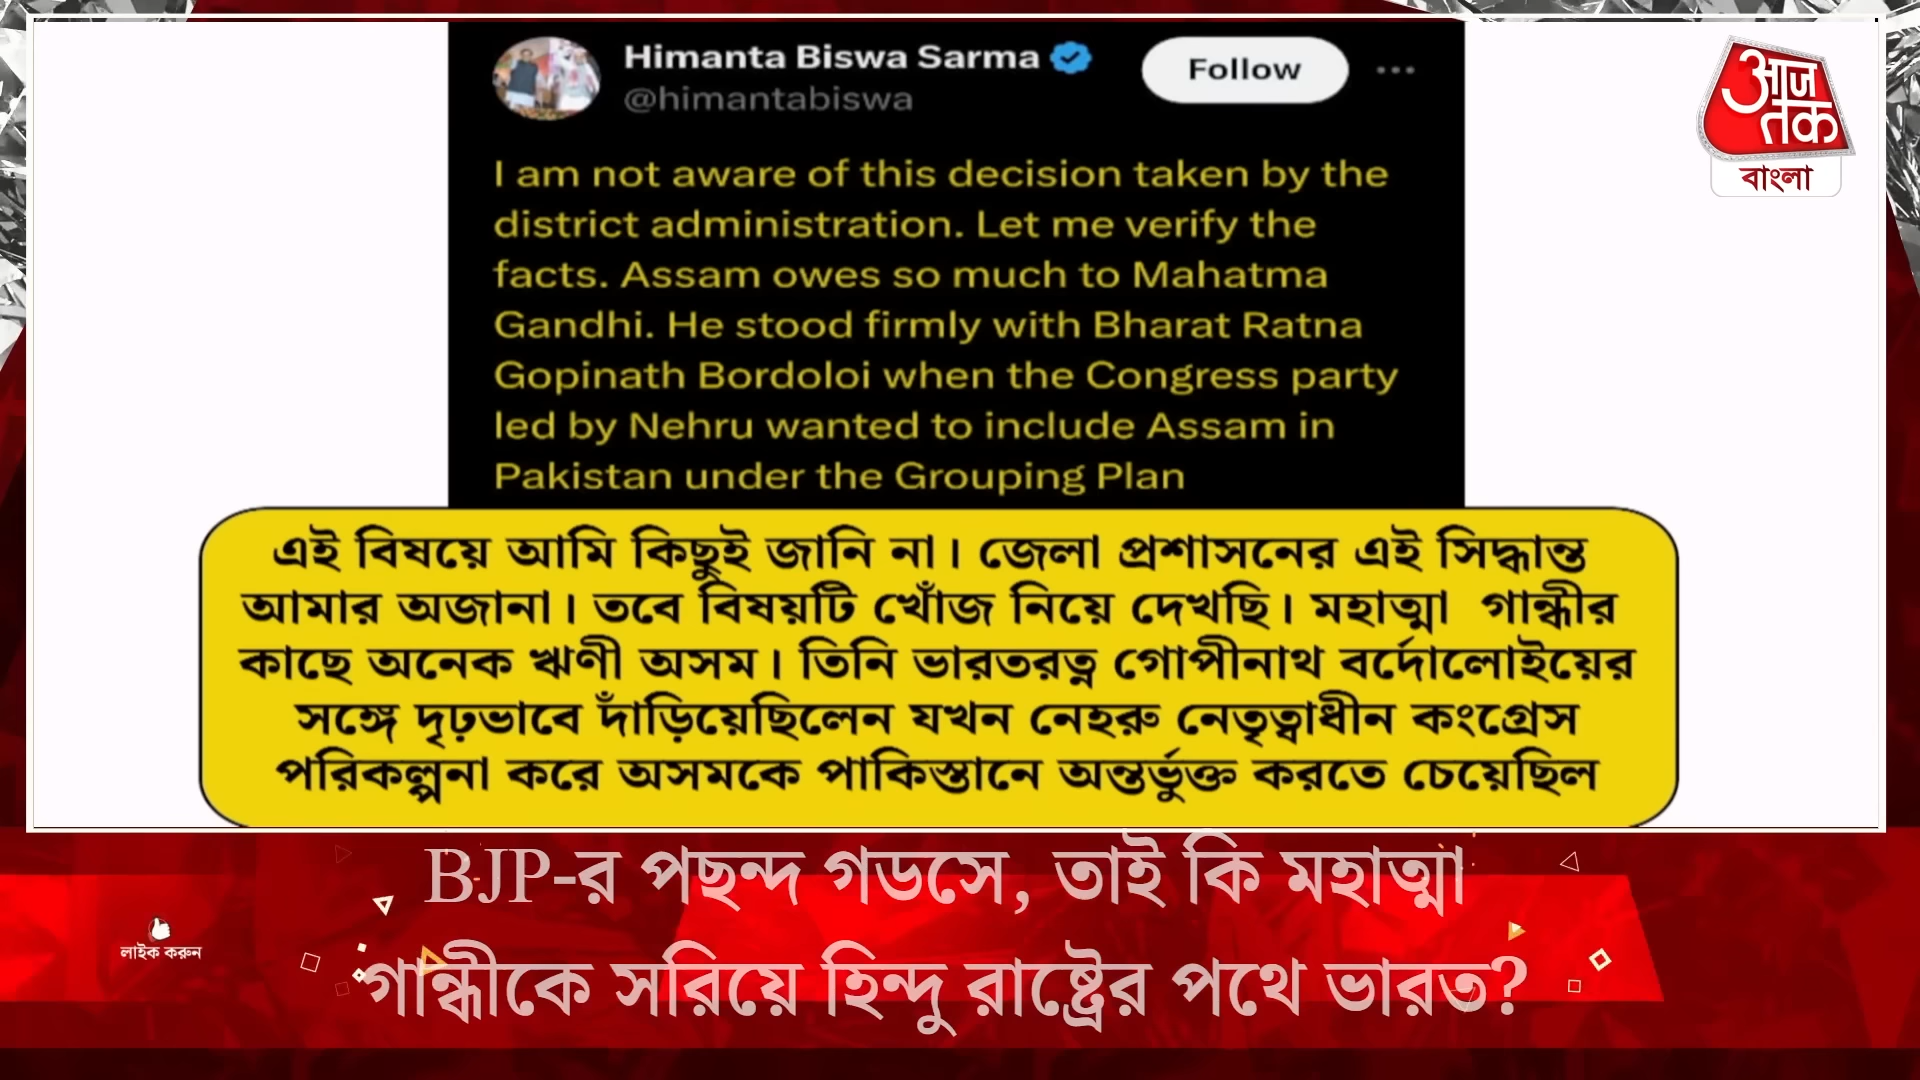 Himanta Biswa Sarma
@himantabiswa
Follow
I am not aware of this decision taken by the
district administration. Let me verify the
facts. Assam owes so much to Mahatma
Gandhi. He stood firmly with Bharat Ratna
Gopinath Bordoloi when the Congress party
led by Nehru wanted to include Assam in
Pakistan under the Grouping Plan
आज
तक
বাংলা
এই বিষয়ে আমি কিছুই জানি না। জেলা প্রশাসনের এই সিদ্ধান্ত
আমার অজানা। তবে বিষয়টি খোঁজ নিয়ে দেখছি। মহাত্মা গান্ধীর
কাছে অনেক ঋণী অসম। তিনি ভারতরত্ন গোপীনাথ বর্দোলোইয়ের
সঙ্গে দৃঢ়ভাবে দাঁড়িয়েছিলেন যখন নেহরু নেতৃত্বাধীন কংগ্রেস
পরিকল্পনা করে অসমকে পাকিস্তানে অন্তর্ভুক্ত করতে চেয়েছিল
BJP-র পছন্দ গডসে, তাই কি মহাত্মা
গান্ধীকে সরিয়ে হিন্দু রাষ্ট্রের পথে ভারত?
লাইক করুন